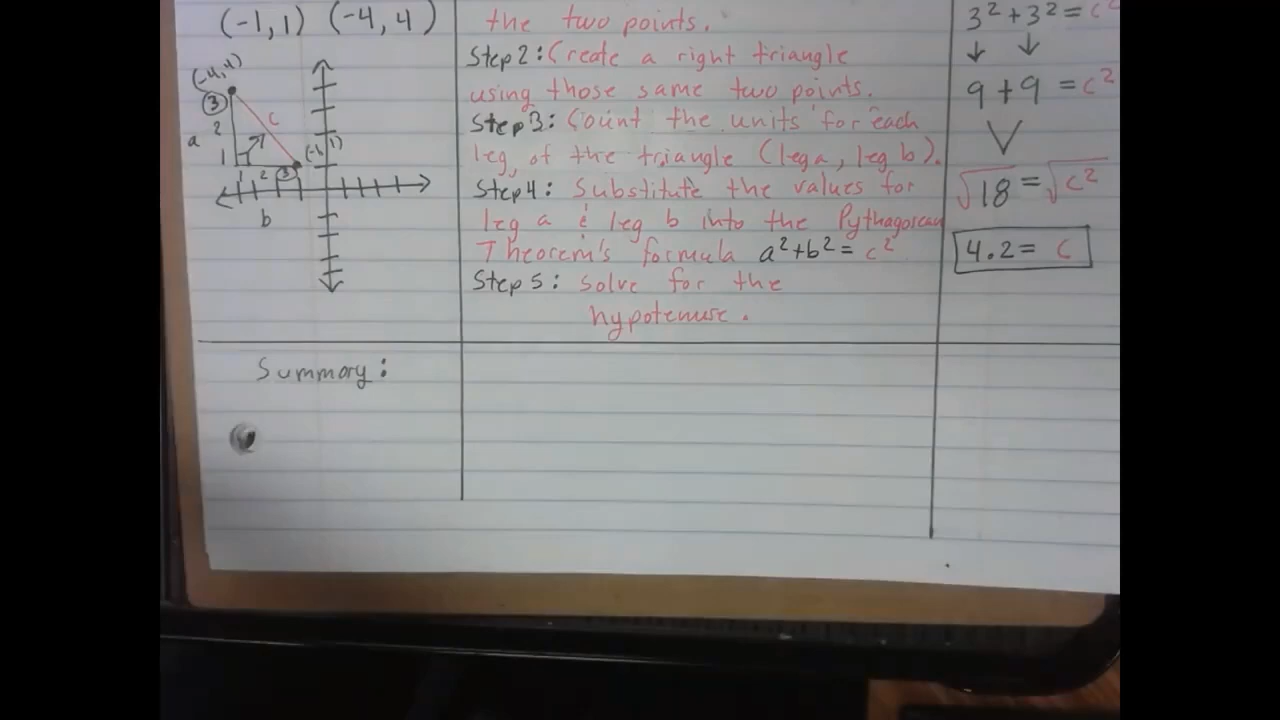 (-1,1) (-4,4)
(-4,4)
3
a
2
1
c
(-1,1)
1 2 3
b
the two points.
Step 2: Create a right triangle
using those same two points.
Step 3: Count the units for each
leg of the triangle (leg a, leg b).
Step 4: Substitute the values for
leg a & leg b into the Pythagorean
Theorem's formula a²+b²= c²
Step 5: Solve for the
hypotenuse.
3²+3²= c²
9+9 = c²
√18 = √c²
4.2 = c
Summary: